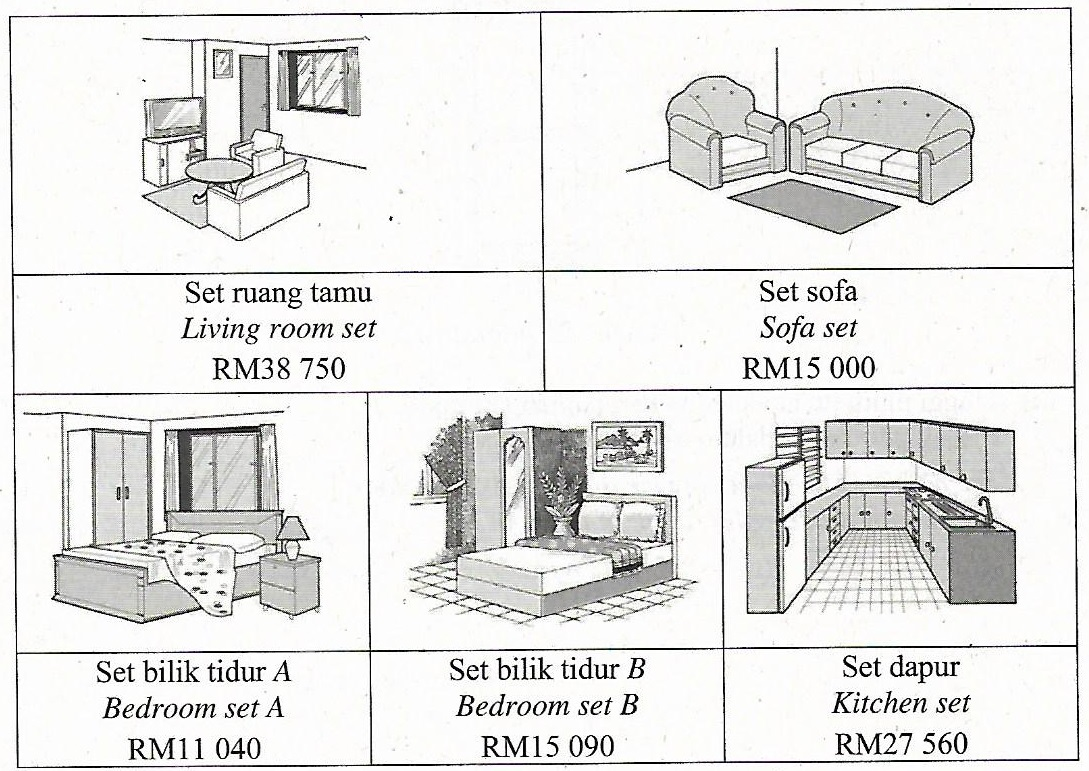 Set ruang tamu
Living room set
RM38 750
Set sofa
Sofa set
RM15 000
Set bilik tidur A
Bedroom set A
RM11 040
Set bilik tidur B
Bedroom set B
RM15 090
Set dapur
Kitchen set
RM27 560